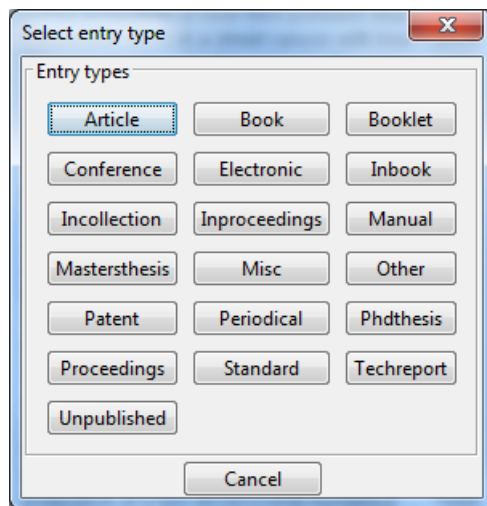 Select entry type
Entry types
Article Book Booklet
Conference Electronic Inbook
Incollection Inproceedings Manual
Mastersthesis Misc Other
Patent Periodical Phdthesis
Proceedings Standard Techreport
Unpublished
Cancel